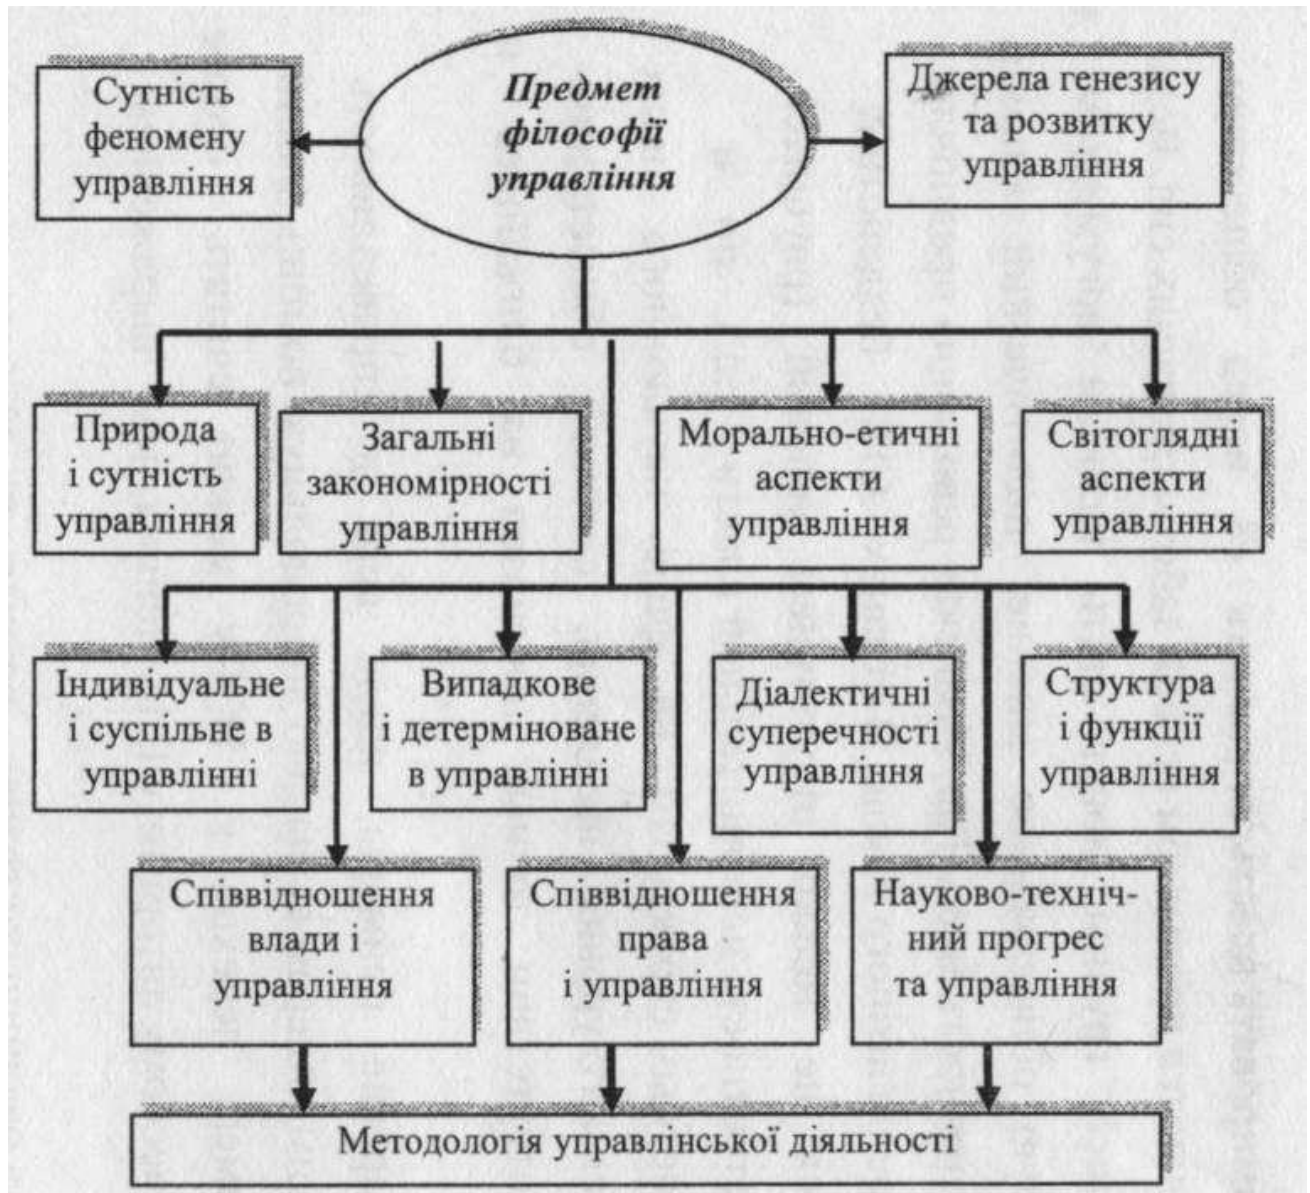 Сутність
феномену
управління
Предмет
філософії
управління
Джерела генезису
та розвитку
управління
Природа
і сутність
управління
Загальні
закономірності
управління
Морально-етичні
аспекти
управління
Світоглядні
аспекти
управління
Індивідуальне
і суспільне в
управлінні
Випадкове
і детерміноване
в управлінні
Діалектичні
суперечності
управління
Структура
і функції
управління
Співвідношення
влади і
управління
Співвідношення
права
і управління
Науково-техніч-
ний прогрес
та управління
Методологія управлінської діяльності